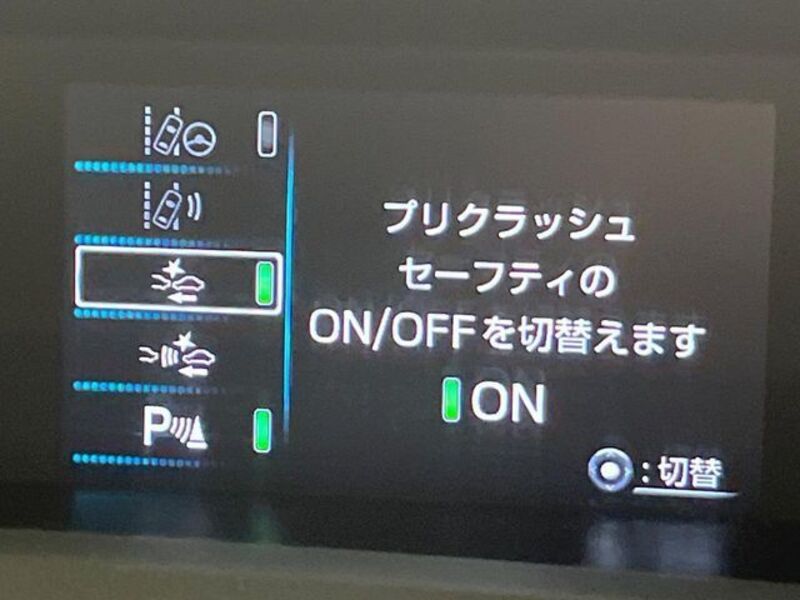 プリクラッシュ
セーフティの
ON/OFFを切替えます
ON
:切替
P